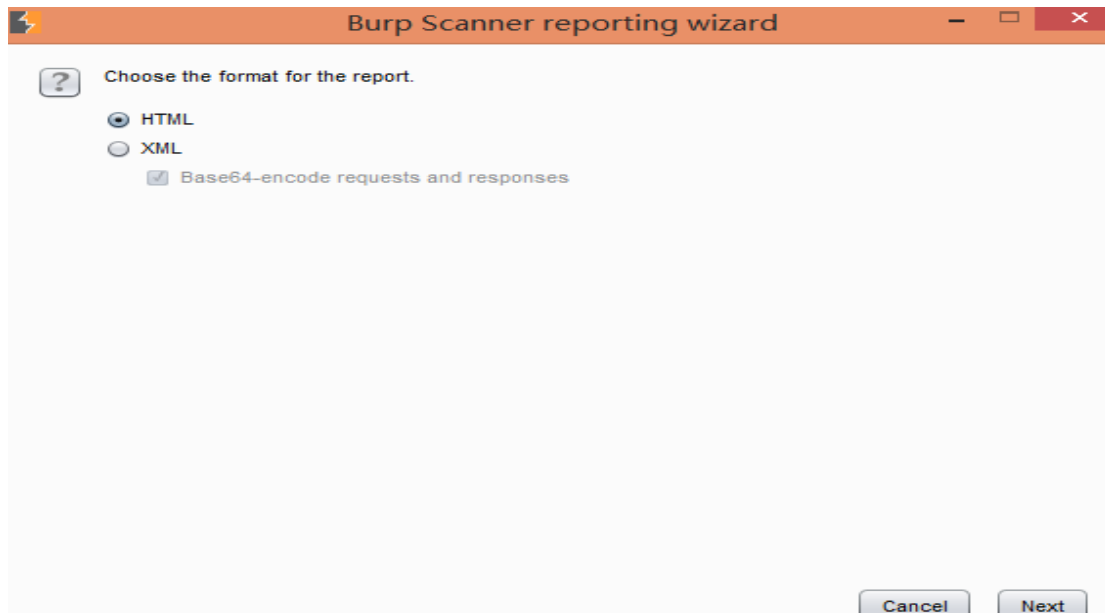 Burp Scanner reporting wizard
Choose the format for the report.
HTML
XML
Base64-encode requests and responses
Cancel Next